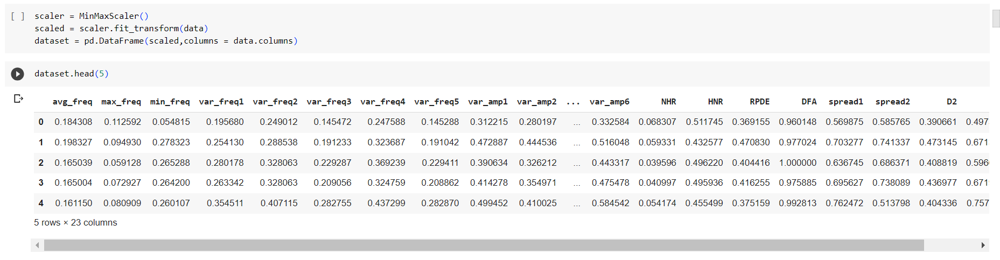 [ ] scaler = MinMaxScaler()
scaled = scaler.fit_transform(data)
dataset = pd.DataFrame(scaled,columns = data.columns)
dataset.head(5)
avg_freq max_freq min_freq var_freq1 var_freq2 var_freq3 var_freq4 var_freq5 var_amp1 var_amp2 ... var_amp6 NHR HNR RPDE DFA spread1 spread2 D2
0 0.184308 0.112592 0.054815 0.195680 0.249012 0.145472 0.247588 0.145288 0.312215 0.280197 ... 0.332584 0.068307 0.511745 0.369155 0.960148 0.569875 0.585765 0.390661 0.497
1 0.198327 0.094930 0.278323 0.254130 0.288538 0.191233 0.323687 0.191042 0.472887 0.444536 ... 0.516048 0.059331 0.432577 0.470830 0.977024 0.703277 0.741337 0.473145 0.671
2 0.165039 0.059128 0.265288 0.280178 0.328063 0.229287 0.369239 0.229411 0.390634 0.326212 ... 0.443317 0.039596 0.496220 0.404416 1.000000 0.636745 0.686371 0.408819 0.596
3 0.165004 0.072927 0.264200 0.263342 0.328063 0.209056 0.324759 0.208862 0.414278 0.354971 ... 0.475478 0.040997 0.495936 0.416255 0.975885 0.695627 0.738089 0.436977 0.671
4 0.161150 0.080909 0.260107 0.354511 0.407115 0.282755 0.437299 0.282870 0.499452 0.410025 ... 0.584542 0.054174 0.455499 0.375159 0.992813 0.762472 0.513798 0.404336 0.757
5 rows × 23 columns